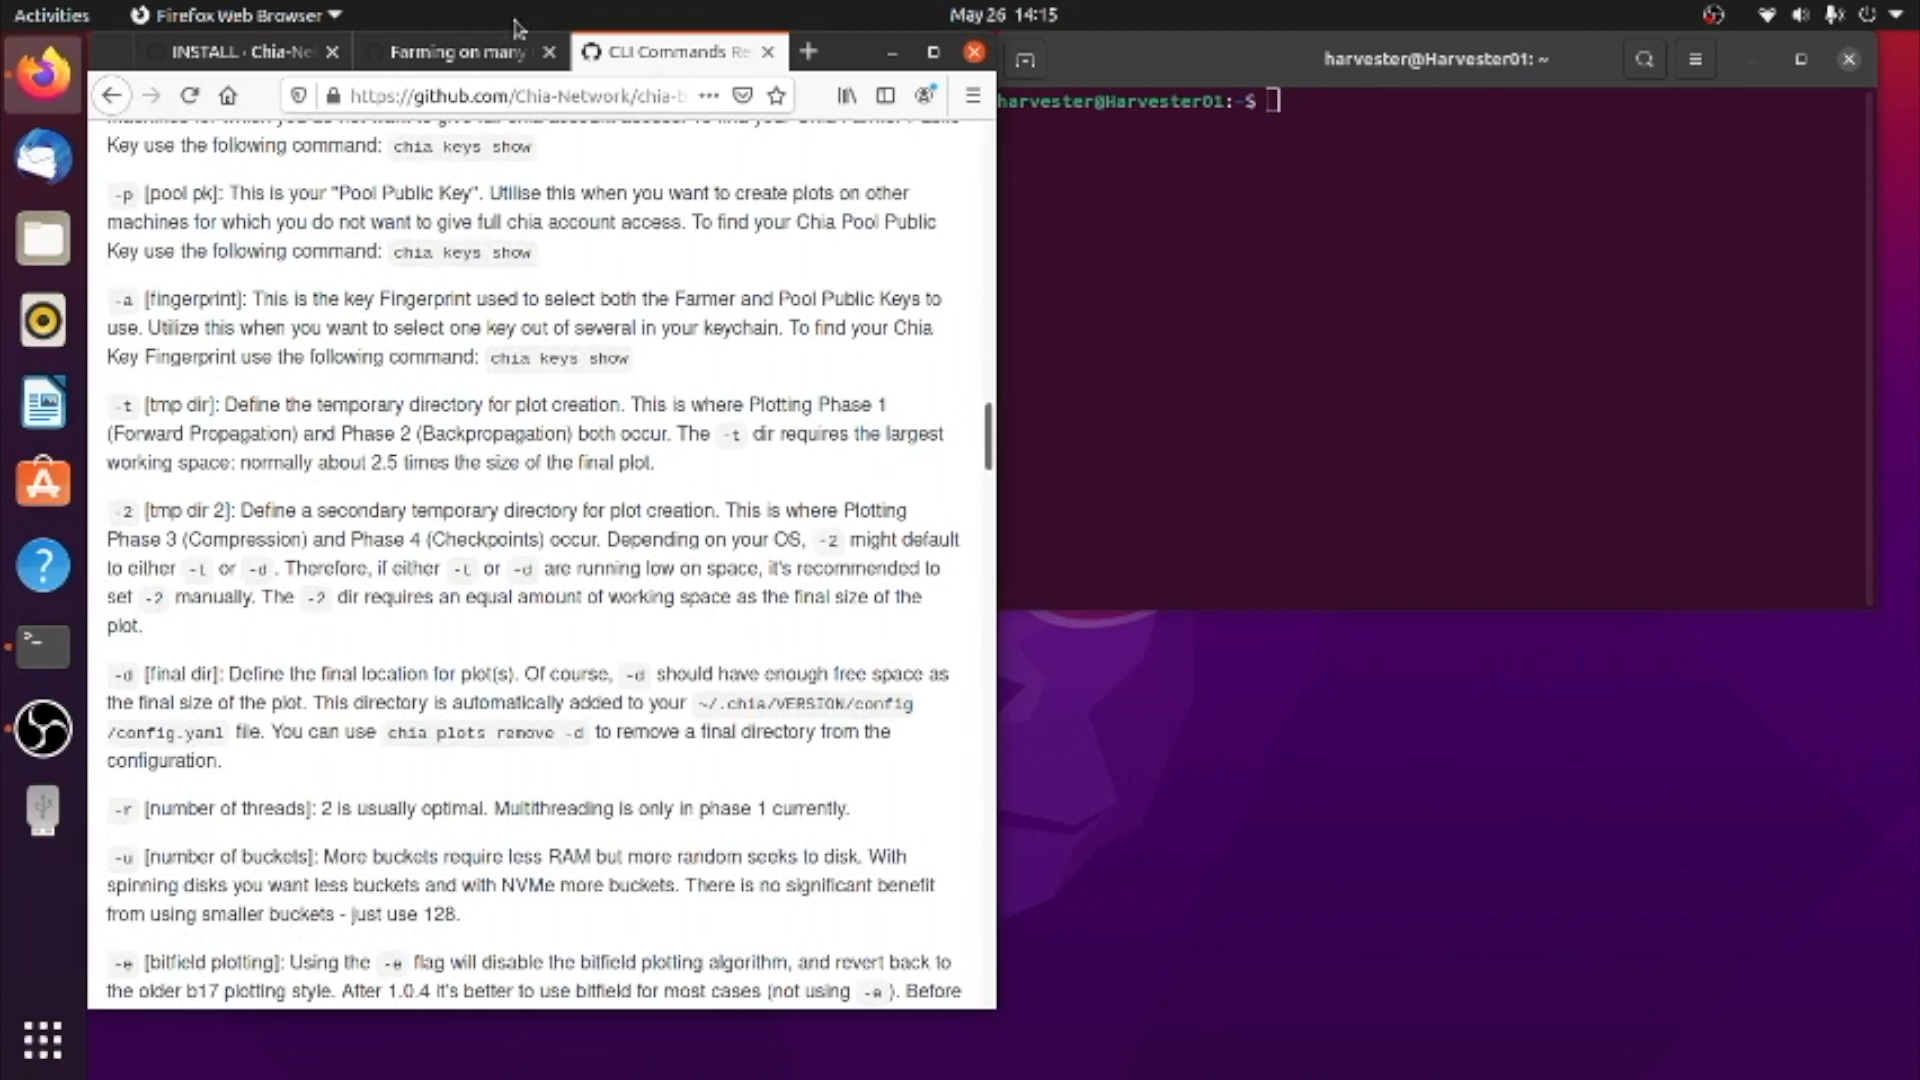 Activities
Firefox Web Browser
May 26 14:15
INSTALL · Chia-Ne
Farming on many
CLI Commands Re
harvester@Harvester01: ~
https://github.com/Chia-Network/chia-b
harvester@Harvester01:~$
Key use the following command: chia keys show
-p [pool pk]: This is your "Pool Public Key". Utilise this when you want to create plots on other
machines for which you do not want to give full chia account access. To find your Chia Pool Public
Key use the following command: chia keys show
-a [fingerprint]: This is the key Fingerprint used to select both the Farmer and Pool Public Keys to
use. Utilize this when you want to select one key out of several in your keychain. To find your Chia
Key Fingerprint use the following command: chia keys show
-t [tmp dir]: Define the temporary directory for plot creation. This is where Plotting Phase 1
(Forward Propagation) and Phase 2 (Backpropagation) both occur. The -t dir requires the largest
working space: normally about 2.5 times the size of the final plot.
-2 [tmp dir 2]: Define a secondary temporary directory for plot creation. This is where Plotting
Phase 3 (Compression) and Phase 4 (Checkpoints) occur. Depending on your OS, -2 might default
to either -t or -d. Therefore, if either -t or -d are running low on space, it's recommended to
set -2 manually. The -2 dir requires an equal amount of working space as the final size of the
plot.
-d [final dir]: Define the final location for plot(s). Of course, -d should have enough free space as
the final size of the plot. This directory is automatically added to your ~/.chia/VERSION/config
/config.yaml file. You can use chia plots remove -d to remove a final directory from the
configuration.
-r [number of threads]: 2 is usually optimal. Multithreading is only in phase 1 currently.
-u [number of buckets]: More buckets require less RAM but more random seeks to disk. With
spinning disks you want less buckets and with NVMe more buckets. There is no significant benefit
from using smaller buckets - just use 128.
-e [bitfield plotting]: Using the -e flag will disable the bitfield plotting algorithm, and revert back to
the older b17 plotting style. After 1.0.4 it's better to use bitfield for most cases (not using -e). Before